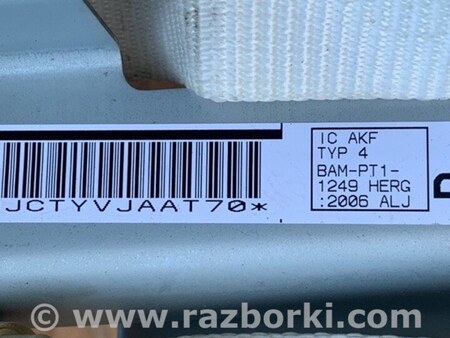 IC AKF
TYP 4
BAM-PT1-
1249 HERG
:2006 ALJ
JCTYVJAAT70*
www.razborki.com